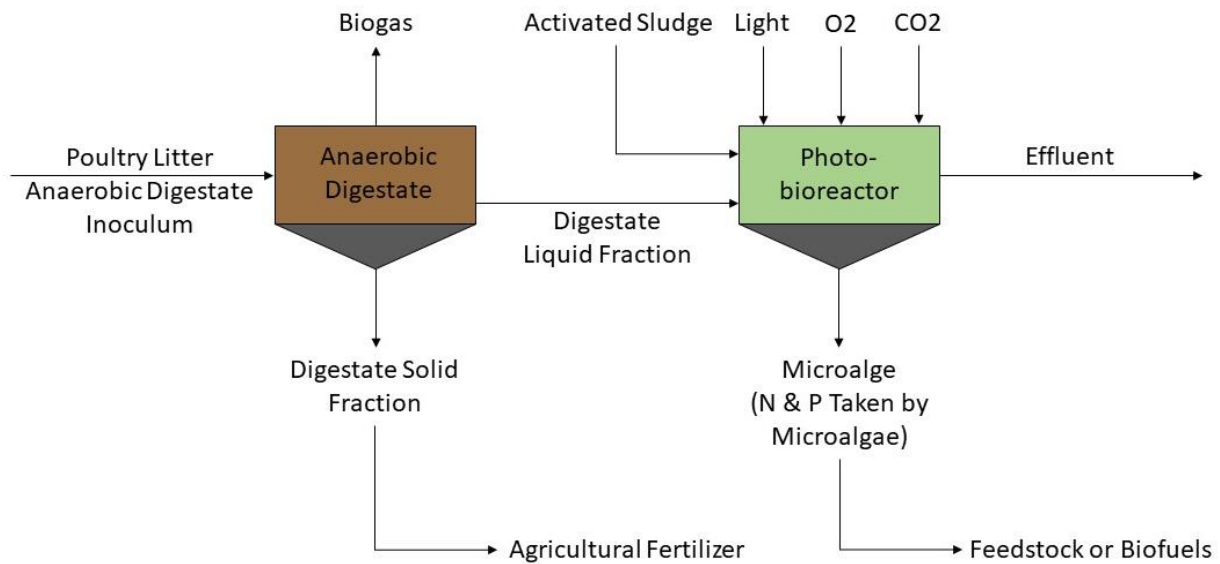 Biogas
Activated Sludge
Light
O2
CO2
Poultry Litter
Anaerobic Digestate
Inoculum
Anaerobic
Digestate
Photo-
bioreactor
Effluent
Digestate
Liquid Fraction
Digestate Solid
Fraction
Microalge
(N & P Taken by
Microalgae)
Agricultural Fertilizer
Feedstock or Biofuels